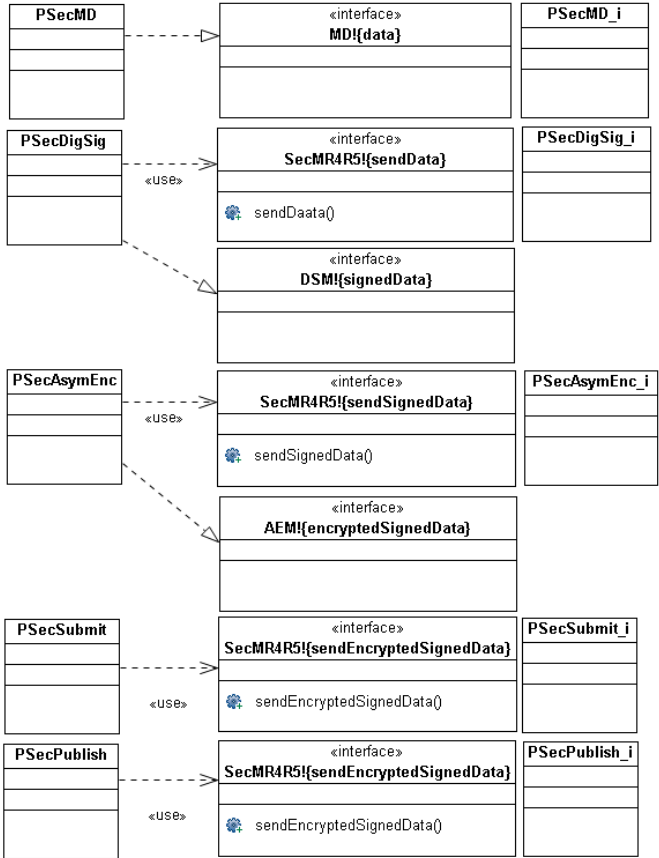 PSecMD
«interface»
MD!{data}
PSecMD_i
PSecDigSig
«interface»
SecMR4R5!{sendData}
PSecDigSig_i
«use»
sendDaata()
«interface»
DSM!{signedData}
PSecAsymEnc
«interface»
SecMR4R5!{sendSignedData}
PSecAsymEnc_i
«use»
sendSignedData()
«interface»
AEM!{encryptedSignedData}
PSecSubmit
«interface»
SecMR4R5!{sendEncryptedSignedData}
PSecSubmit_i
«use»
sendEncryptedSignedData()
PSecPublish
«interface»
SecMR4R5!{sendEncryptedSignedData}
PSecPublish_i
«use»
sendEncryptedSignedData()